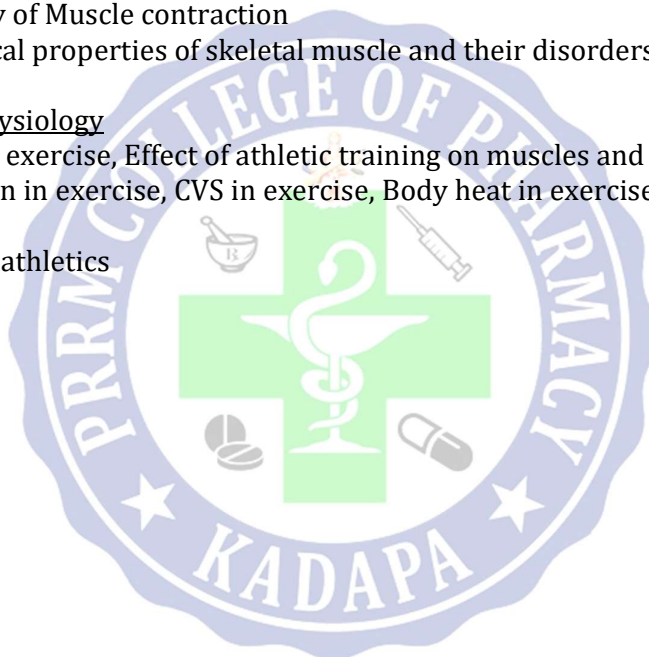 y of Muscle contraction
cal properties of skeletal muscle and their disorders
ysiology
exercise, Effect of athletic training on muscles and
n in exercise, CVS in exercise, Body heat in exercise
athletics
PRRM COLLEGE OF PHARMACY
KADAPA